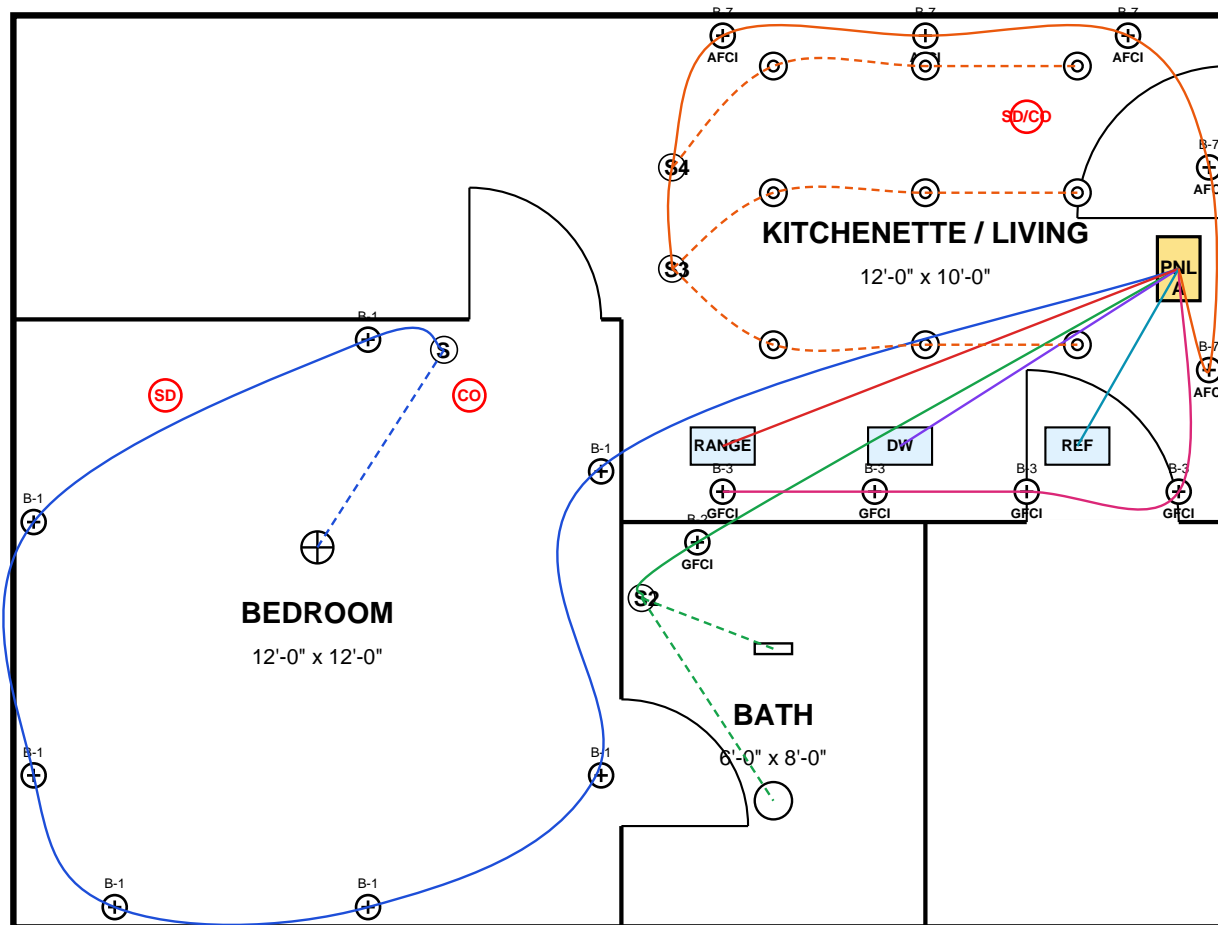 B-7 B-7 B-7
AFCI AFCI AFCI
SD/CO
B-7
S4 AFC
KITCHENETTE / LIVING
12'-0" x 10'-0"
S3
PNL
A
B-1
S
B-7
AFC
SD CO
RANGE DW REF
B-1 B-3 B-3 B-3 B-3
GFCI GFCI GFCI GFCI
B-1
B-2
GFCI
S2
BEDROOM
12'-0" x 12'-0"
BATH
6'-0" x 8'-0"
B-1 B-1
B-1 B-1